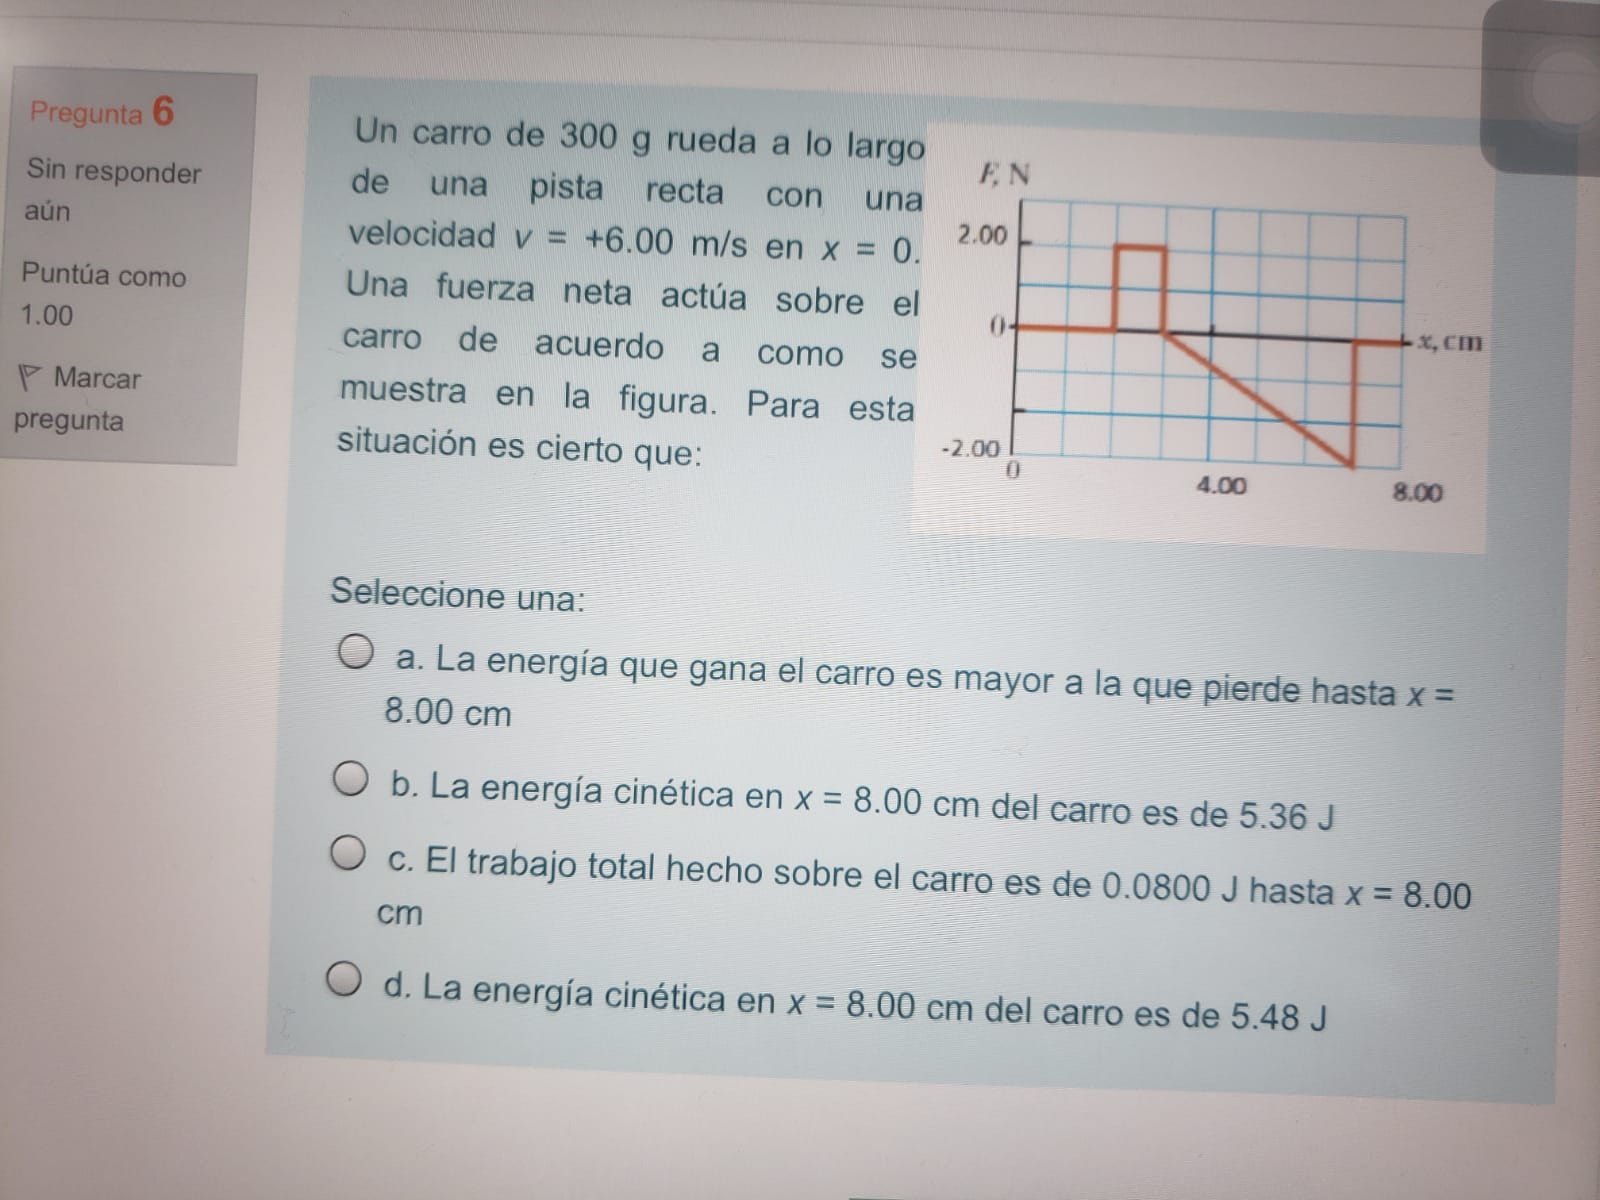 Pregunta 6
Sin responder
aún
Puntúa como
1.00
Marcar
pregunta
Un carro de 300 g rueda a lo largo
de una pista recta con una
velocidad v = +6.00 m/s en x = 0.
Una fuerza neta actúa sobre el
carro de acuerdo a como se
muestra en la figura. Para esta
situación es cierto que:
F, N
2.00
0
x, cm
-2.00
0
4.00
8.00
Seleccione una:
a. La energía que gana el carro es mayor a la que pierde hasta x =
8.00 cm
b. La energía cinética en x = 8.00 cm del carro es de 5.36 J
c. El trabajo total hecho sobre el carro es de 0.0800 J hasta x = 8.00
cm
d. La energía cinética en x = 8.00 cm del carro es de 5.48 J